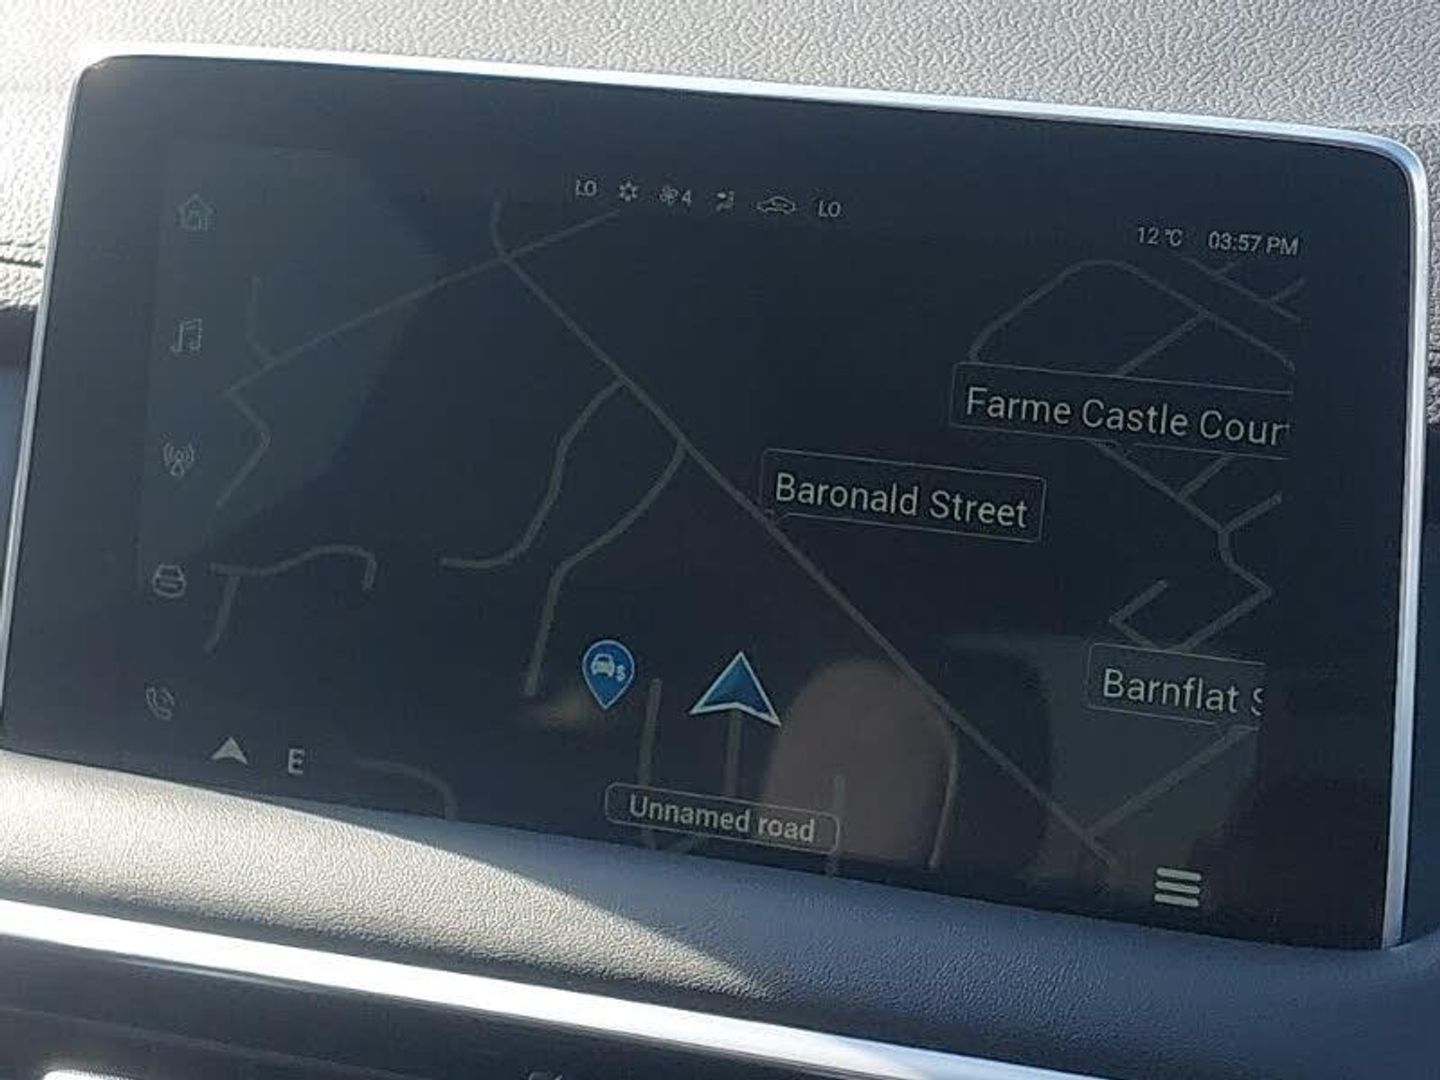 LO 4 LO
12 °C 03:57 PM
Farme Castle Cour
Baronald Street
Barnflat S
E
Unnamed road